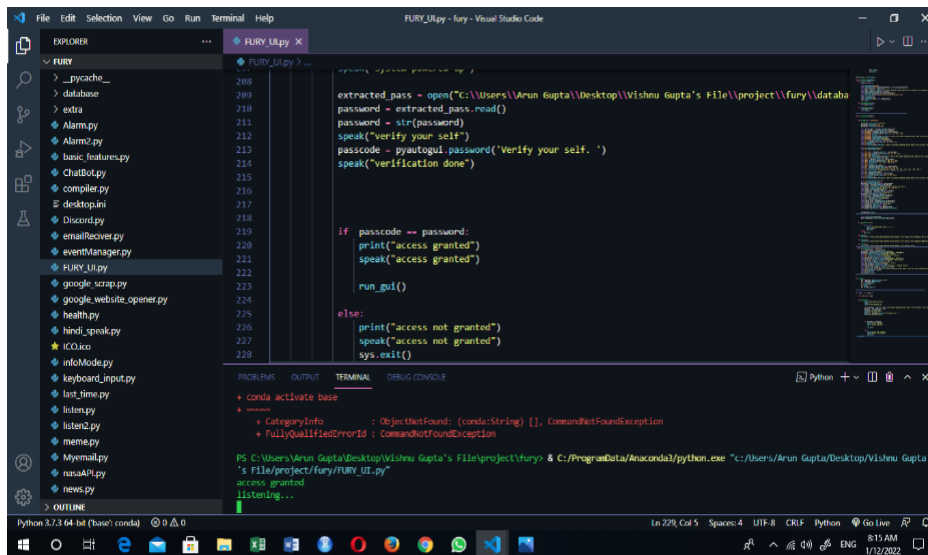 File Edit Selection View Go Run Terminal Help
FURY_UI.py - fury - Visual Studio Code
EXPLORER
FURY_UI.py
FURY
FURY_UI.py > ...
__pycache__
database
extra
Alarm.py
Alarm2.py
basic_features.py
ChatBot.py
compiler.py
desktop.ini
Discord.py
emailReciver.py
eventManager.py
FURY_UI.py
google_scrap.py
google_website_opener.py
health.py
hindi_speak.py
ICO.ico
infoMode.py
keyboard_input.py
last_time.py
listen.py
listen2.py
meme.py
Myemail.py
nasaAPI.py
news.py
OUTLINE
208
209 extracted_pass = open("C:\\Users\\Arun Gupta\\Desktop\\Vishnu Gupta's File\\project\\fury\\databa
210 password = extracted_pass.read()
211 password = str(password)
212 speak("verify your self")
213 passcode = pyautogui.password('Verify your self. ')
214 speak("verification done")
215
216
217
218
219 if passcode == password:
220 print("access granted")
221 speak("access granted")
222
223 run_gui()
224
225 else:
226 print("access not granted")
227 speak("access not granted")
228 sys.exit()
PROBLEMS OUTPUT TERMINAL DEBUG CONSOLE
Python
+ conda activate base
+ ~~~~~
+ CategoryInfo : ObjectNotFound: (conda:String) [], CommandNotFoundException
+ FullyQualifiedErrorId : CommandNotFoundException
PS C:\Users\Arun Gupta\Desktop\Vishnu Gupta's File\project\fury> & C:/ProgramData/Anaconda3/python.exe "c:/Users/Arun Gupta/Desktop/Vishnu Gupta
's File/project/fury/FURY_UI.py"
access granted
listening...
Python 3.7.3 64-bit ('base': conda) 0 0
Ln 229, Col 5 Spaces: 4 UTF-8 CRLF Python Go Live
ENG
8:15 AM
1/12/2022